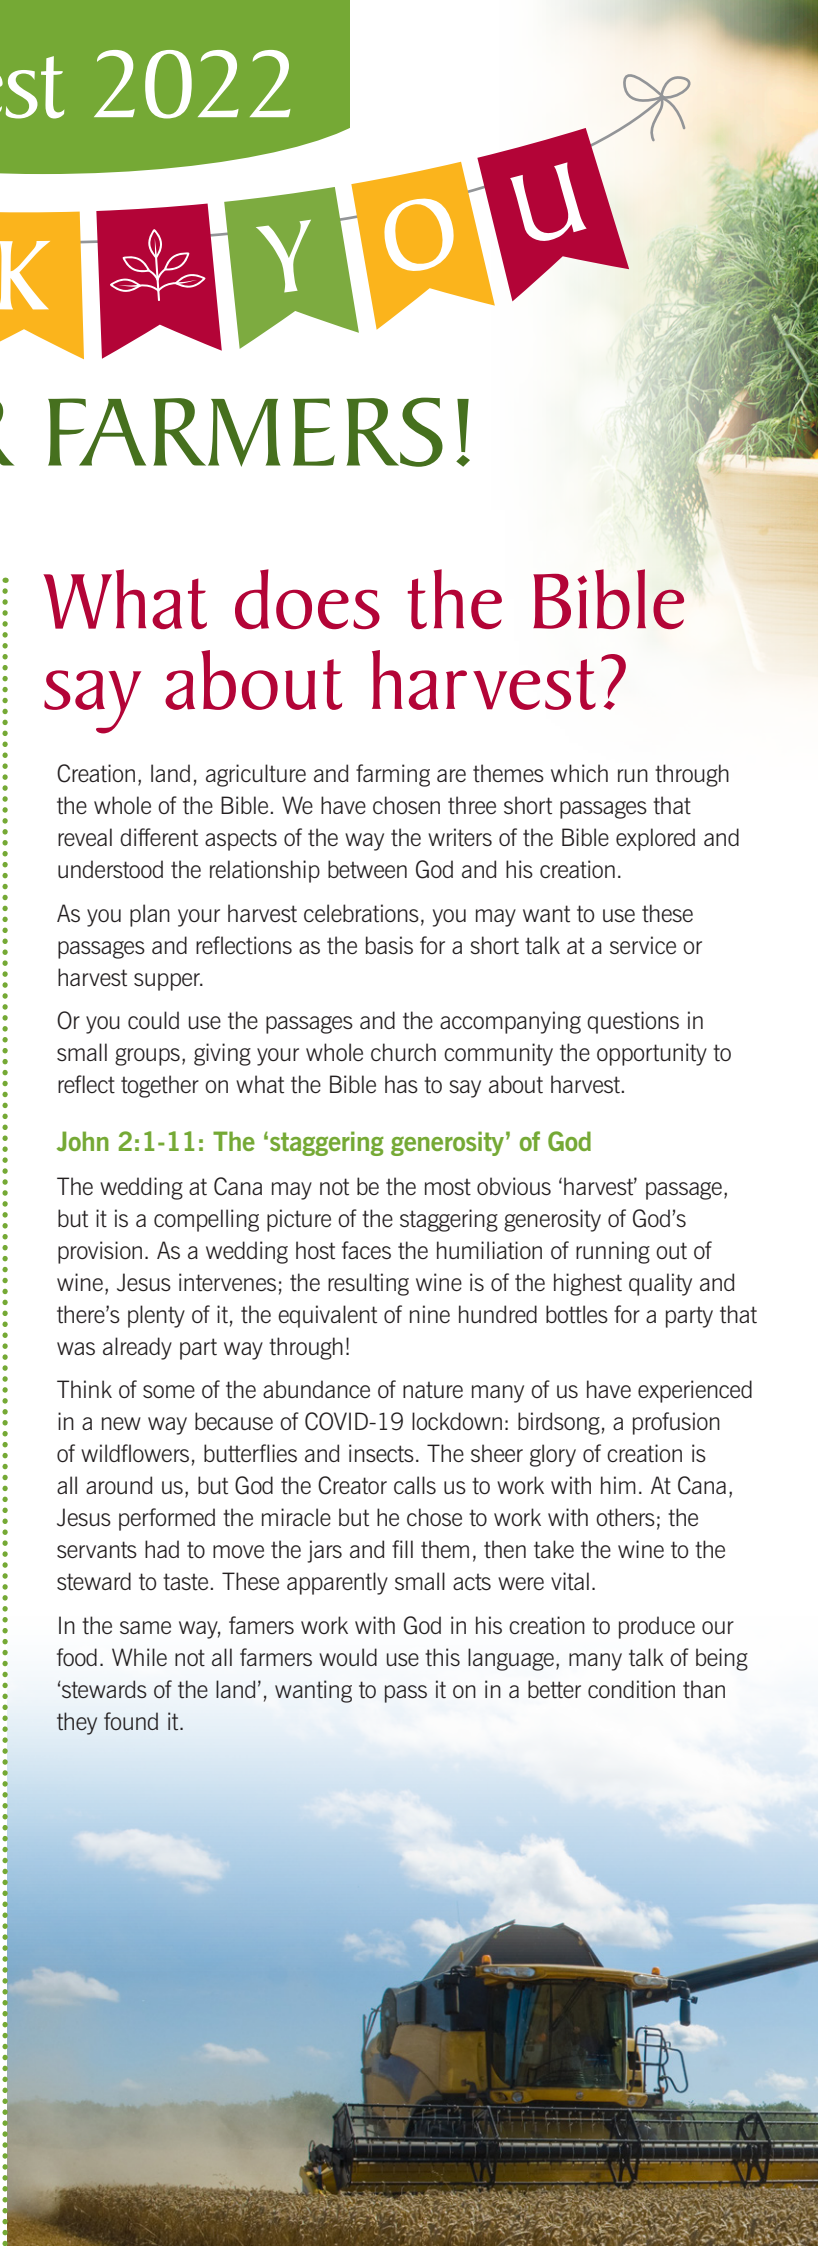 est 2022
K YOU
R FARMERS!
What does the Bible
say about harvest?
Creation, land, agriculture and farming are themes which run through
the whole of the Bible. We have chosen three short passages that
reveal different aspects of the way the writers of the Bible explored and
understood the relationship between God and his creation.
As you plan your harvest celebrations, you may want to use these
passages and reflections as the basis for a short talk at a service or
harvest supper.
Or you could use the passages and the accompanying questions in
small groups, giving your whole church community the opportunity to
reflect together on what the Bible has to say about harvest.
John 2:1-11: The ‘staggering generosity’ of God
The wedding at Cana may not be the most obvious ‘harvest’ passage,
but it is a compelling picture of the staggering generosity of God’s
provision. As a wedding host faces the humiliation of running out of
wine, Jesus intervenes; the resulting wine is of the highest quality and
there’s plenty of it, the equivalent of nine hundred bottles for a party that
was already part way through!
Think of some of the abundance of nature many of us have experienced
in a new way because of COVID-19 lockdown: birdsong, a profusion
of wildflowers, butterflies and insects. The sheer glory of creation is
all around us, but God the Creator calls us to work with him. At Cana,
Jesus performed the miracle but he chose to work with others; the
servants had to move the jars and fill them, then take the wine to the
steward to taste. These apparently small acts were vital.
In the same way, famers work with God in his creation to produce our
food. While not all farmers would use this language, many talk of being
‘stewards of the land’, wanting to pass it on in a better condition than
they found it.